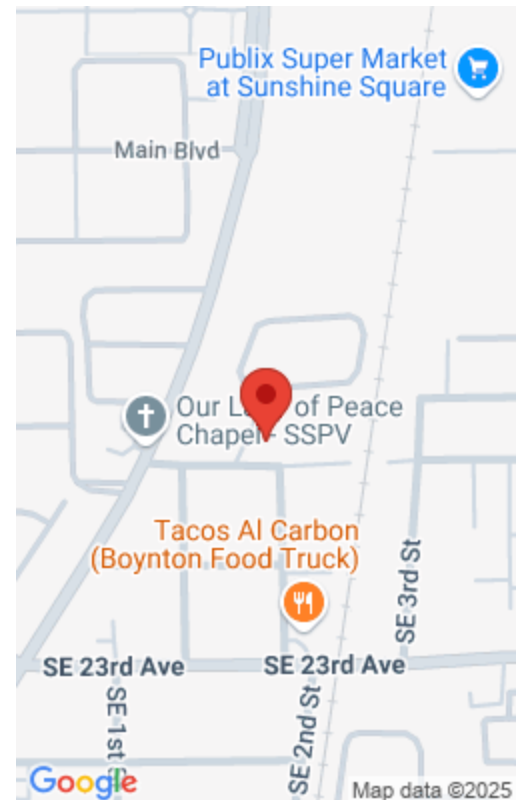 Publix Super Market
at Sunshine Square
Main Blvd
Our La of Peace
Chapel - SSPV
Tacos Al Carbon
(Boynton Food Truck)
SE 3rd St
SE 23rd Ave
SE 23rd Ave
SE 1st
SE 2nd St
Google
Map data ©2025